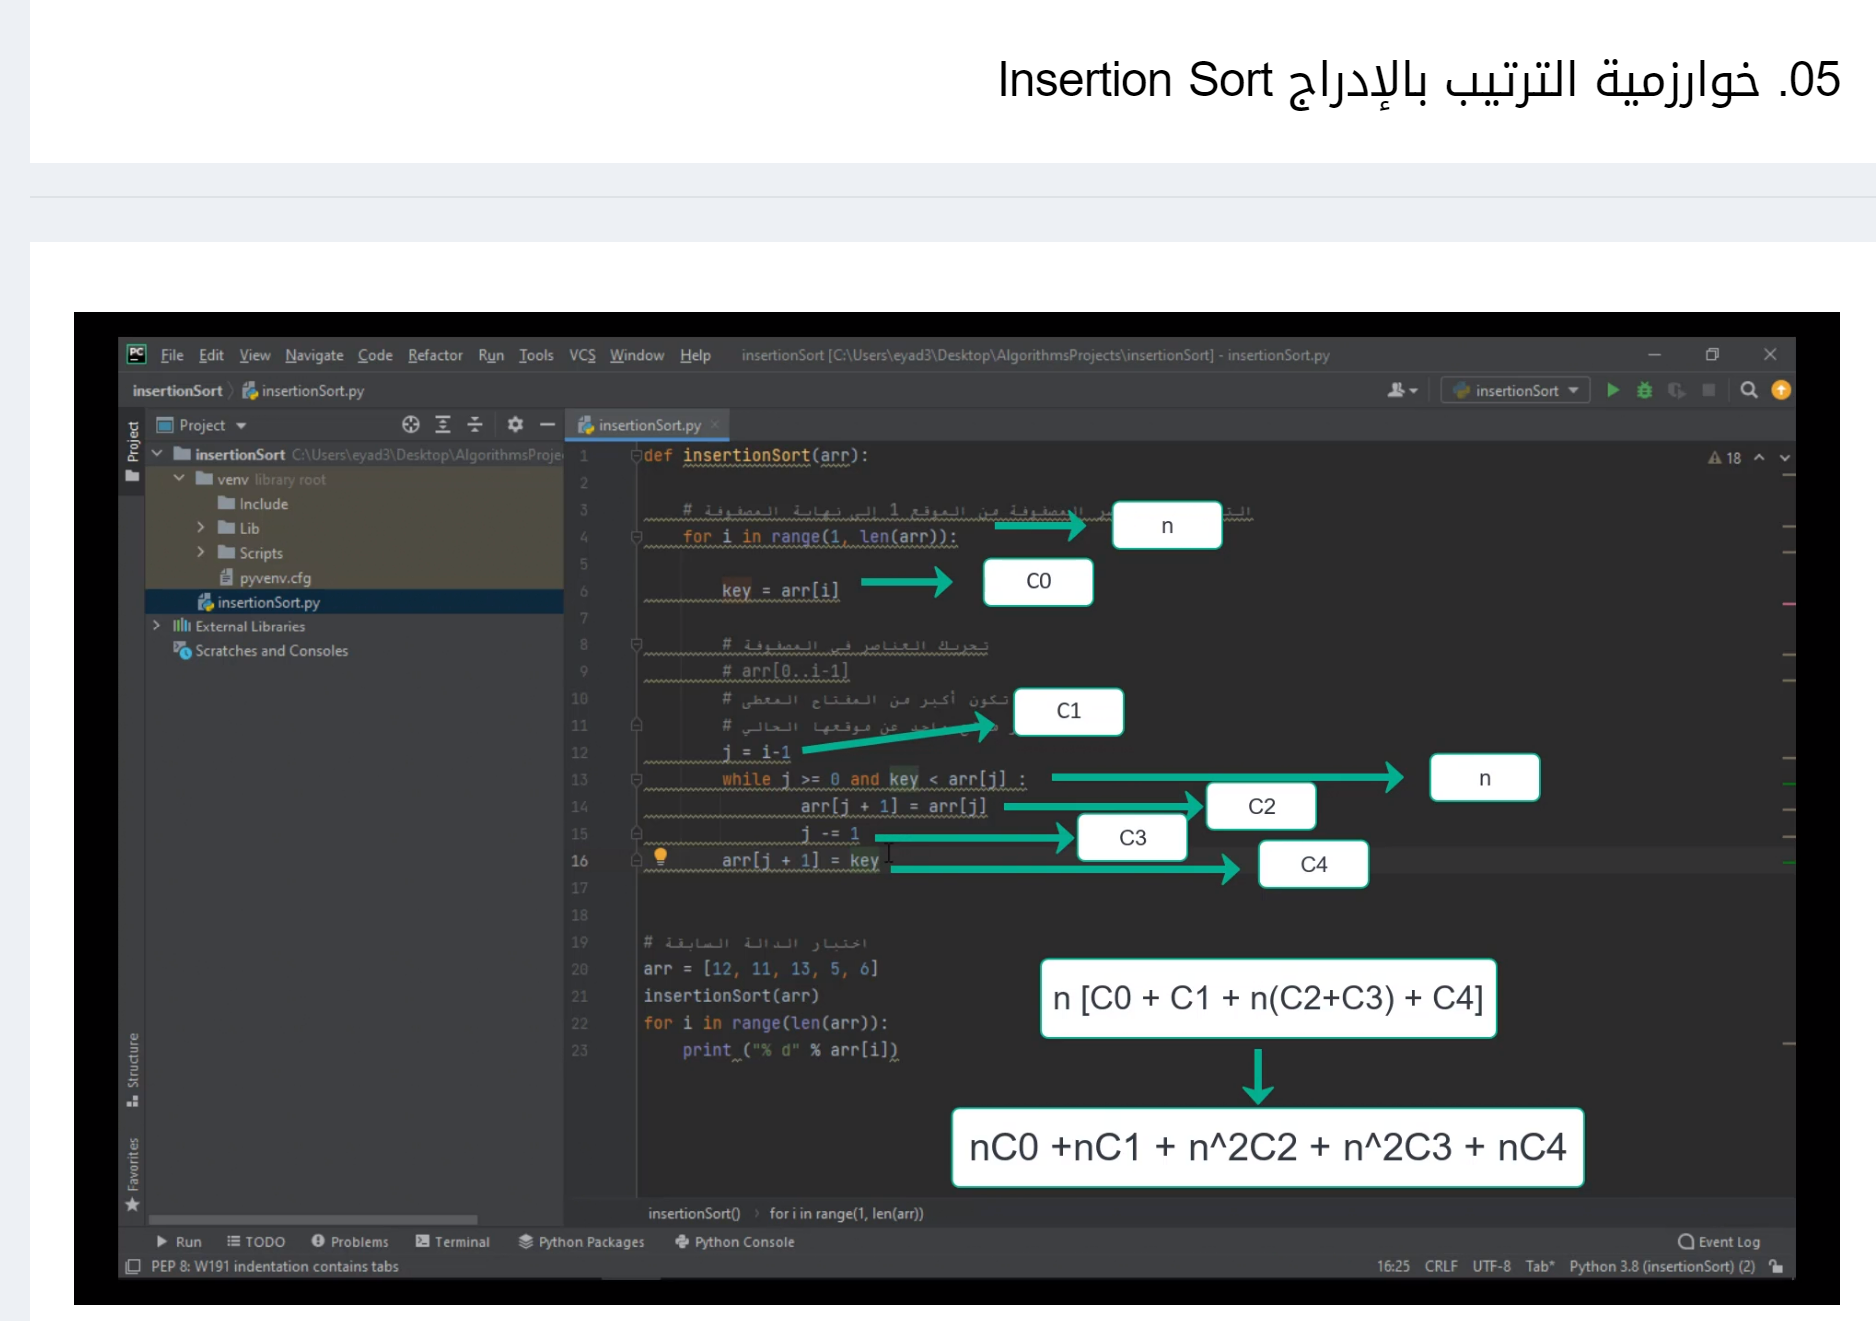 05. خوارزمية الترتيب بالإدراج Insertion Sort
File Edit View Navigate Code Refactor Run Tools VCS Window Help insertionSort [C:\Users\eyad3\Desktop\AlgorithmsProjects\insertionSort] - insertionSort.py
insertionSort insertionSort.py
insertionSort
Project
Project
insertionSort.py
insertionSort C:\Users\eyad3\Desktop\AlgorithmsProje
venv library root
Include
Lib
Scripts
pyvenv.cfg
insertionSort.py
External Libraries
Scratches and Consoles
18
1 def insertionSort(arr):
2
3 # المصفوفة من الموقع 1 إلى نهاية المصفوفة
n
4 for i in range(1, len(arr)):
5
6 key = arr[i]
C0
7
8 # تحريك العناصر في المصفوفة
9 # arr[0..i-1]
10 # تكون أكبر من المفتاح المعطى
C1
11 # عن موقعها الحالي
12 j = i-1
13 while j >= 0 and key < arr[j] :
n
14 arr[j + 1] = arr[j]
C2
15 j -= 1
C3
16 arr[j + 1] = key
C4
17
18
19 # اختبار الدالة السابقة
20 arr = [12, 11, 13, 5, 6]
21 insertionSort(arr)
22 for i in range(len(arr)):
23 print ("% d" % arr[i])
n [C0 + C1 + n(C2+C3) + C4]
nC0 +nC1 + n^2C2 + n^2C3 + nC4
Structure
Favorites
insertionSort() for i in range(1, len(arr))
Run TODO Problems Terminal Python Packages Python Console Event Log
PEP 8: W191 indentation contains tabs 16:25 CRLF UTF-8 Tab* Python 3.8 (insertionSort) (2)